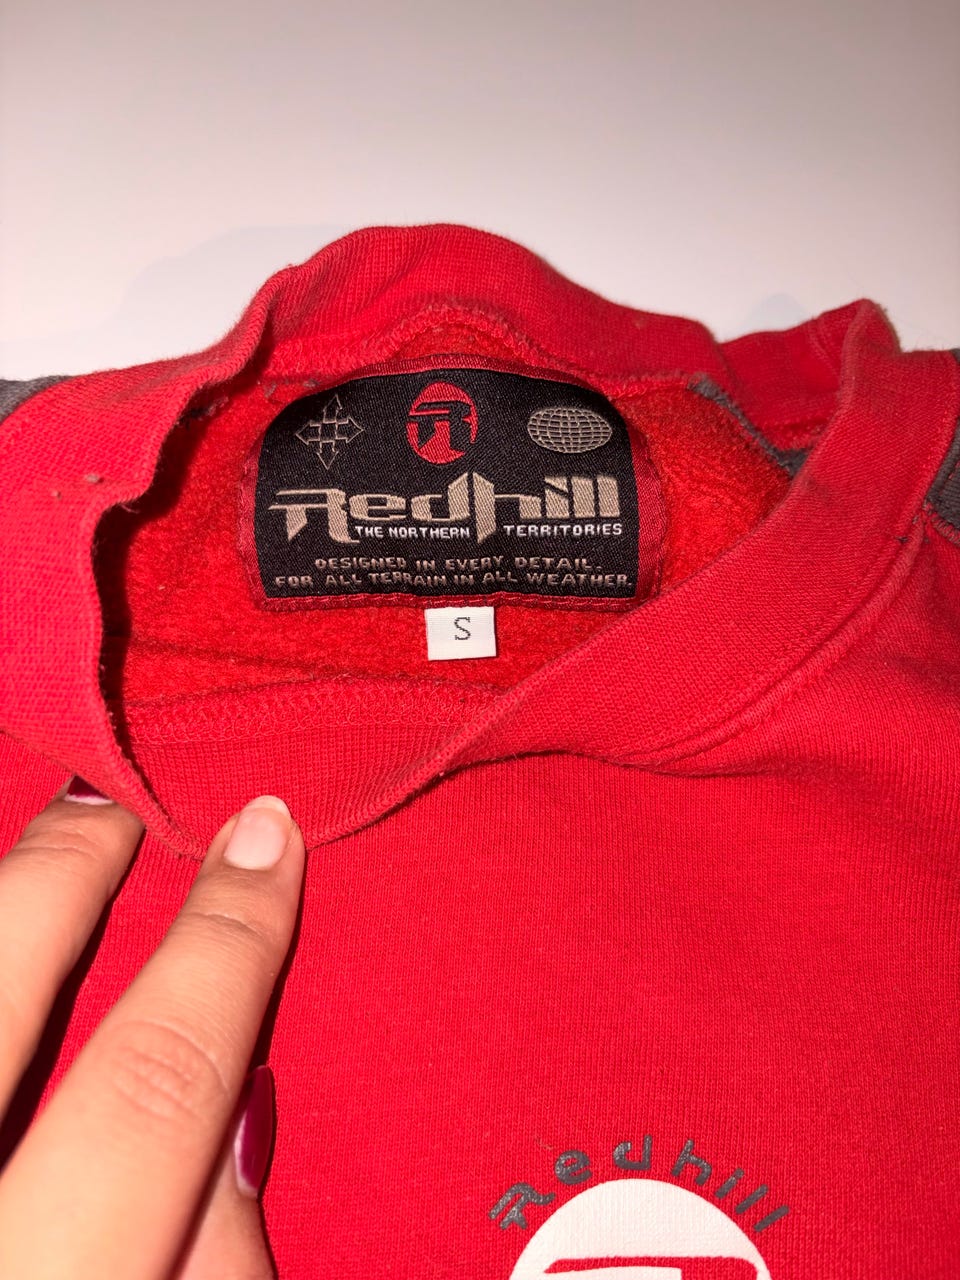 Redhill
THE NORTHERN TERRITORIES
DESIGNED IN EVERY DETAIL.
FOR ALL TERRAIN IN ALL WEATHER.
S
Redhill